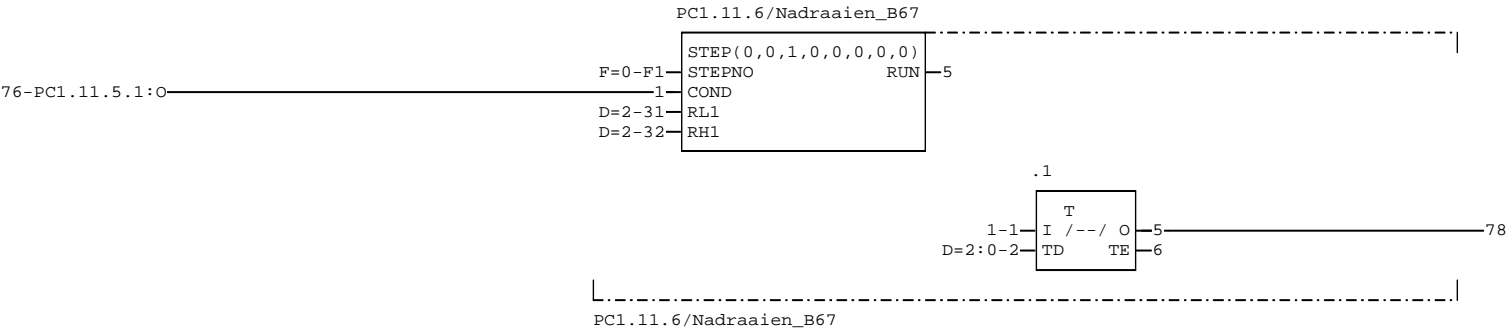 PC1.11.6/Nadraaien_B67
STEP(0,0,1,0,0,0,0,0)
F=0-F1 STEPNO RUN 5
76-PC1.11.5.1:O 1 COND
D=2-31 RL1
D=2-32 RH1
.1
T
1-1 I /--/ O 5 78
D=2:0-2 TD TE 6
PC1.11.6/Nadraaien_B67